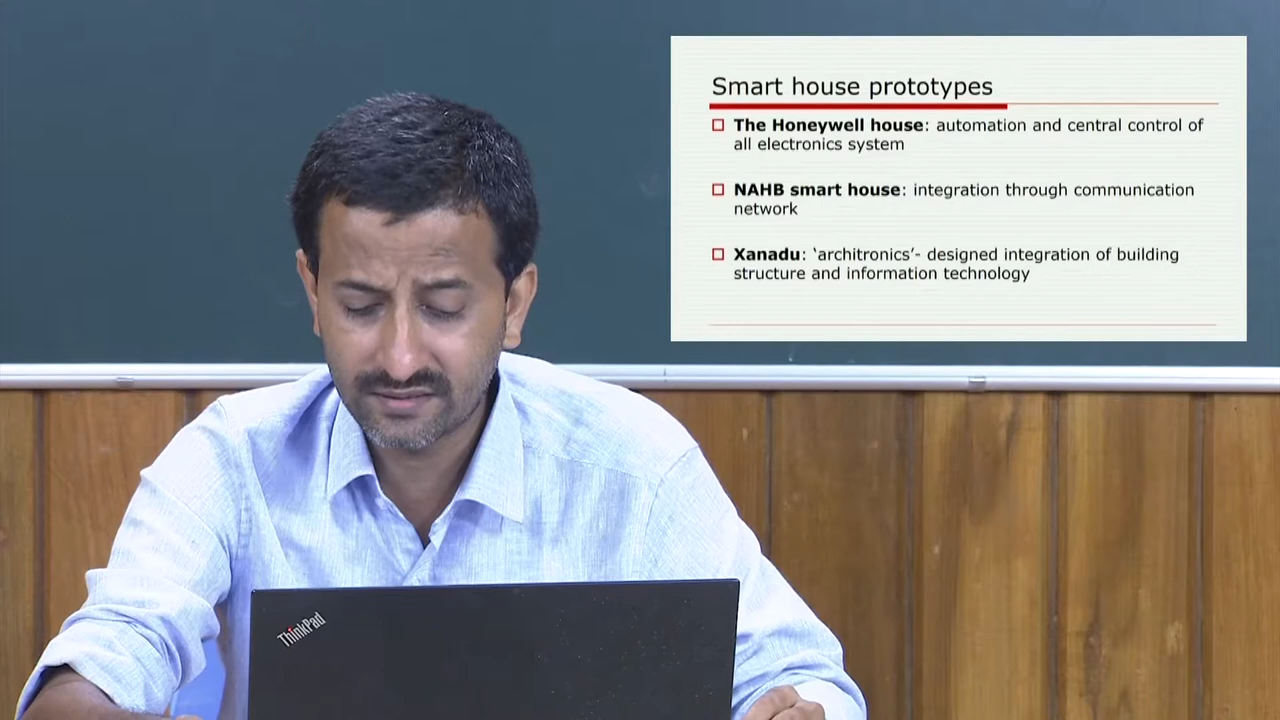 Smart house prototypes
The Honeywell house: automation and central control of
all electronics system
NAHB smart house: integration through communication
network
Xanadu: ‘architronics’- designed integration of building
structure and information technology
ThinkPad